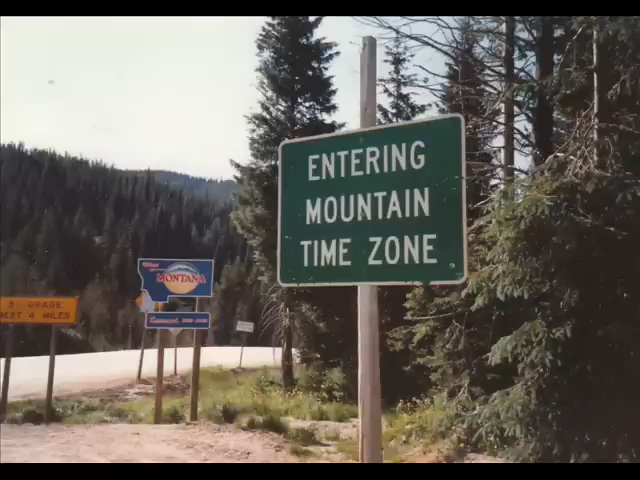 ENTERING
MOUNTAIN
TIME ZONE
MONTANA
GRADE
NEXT 4 MILES